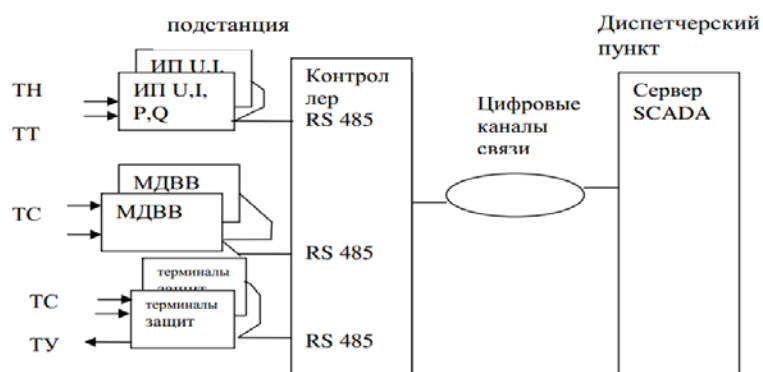 подстанция
Диспетчерский
пункт
ТН
ТТ
ИП U,I,
ИП U,I,
P,Q
Контрол
лер
RS 485
Цифровые
каналы
связи
Сервер
SCADA
ТС
МДВВ
МДВВ
RS 485
ТС
ТУ
терминалы
защит
терминалы
защит
RS 485